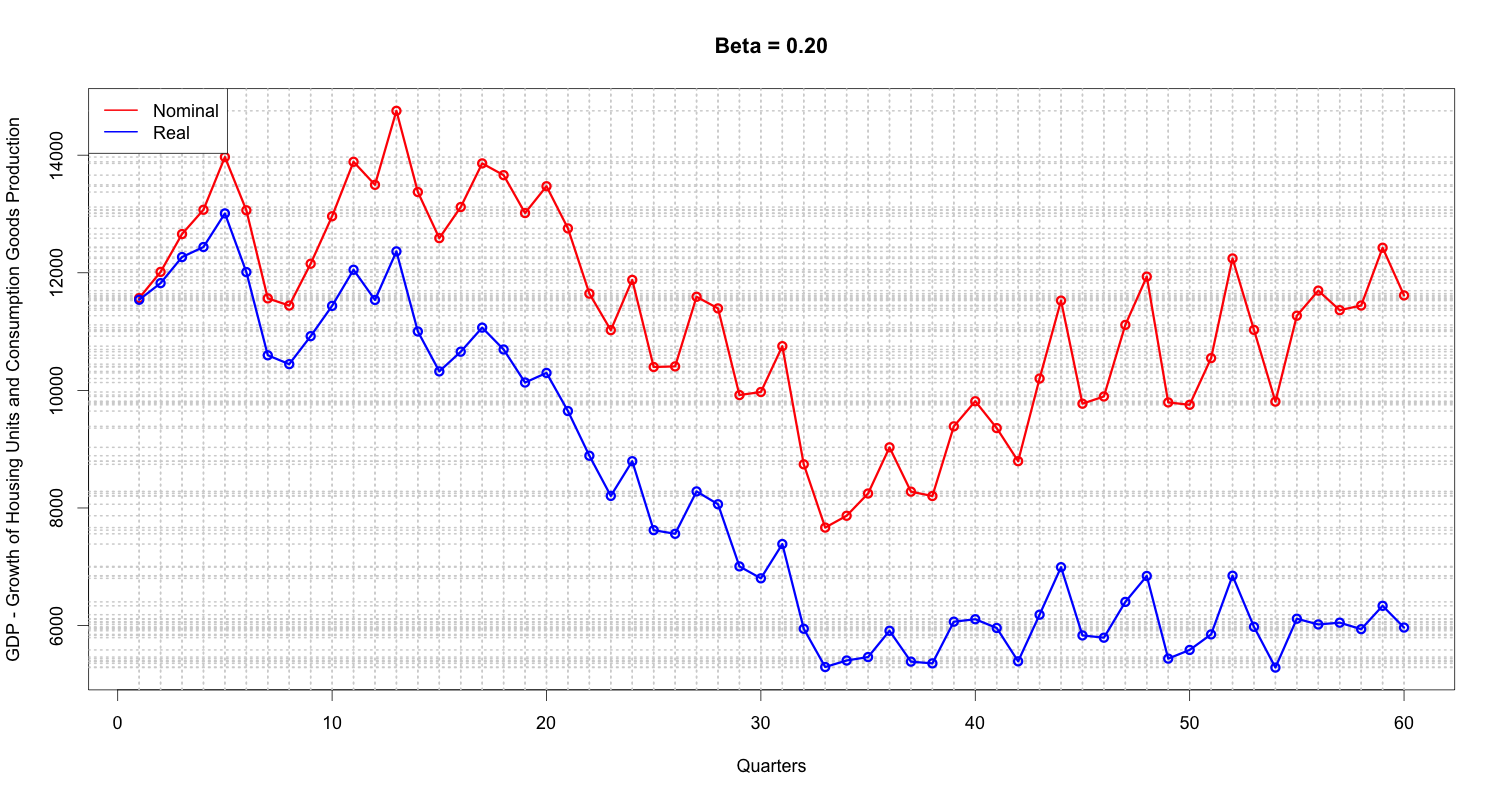 Beta = 0.20
Nominal
Real
GDP - Growth of Housing Units and Consumption Goods Production
14000
12000
10000
8000
6000
0 10 20 30 40 50 60
Quarters